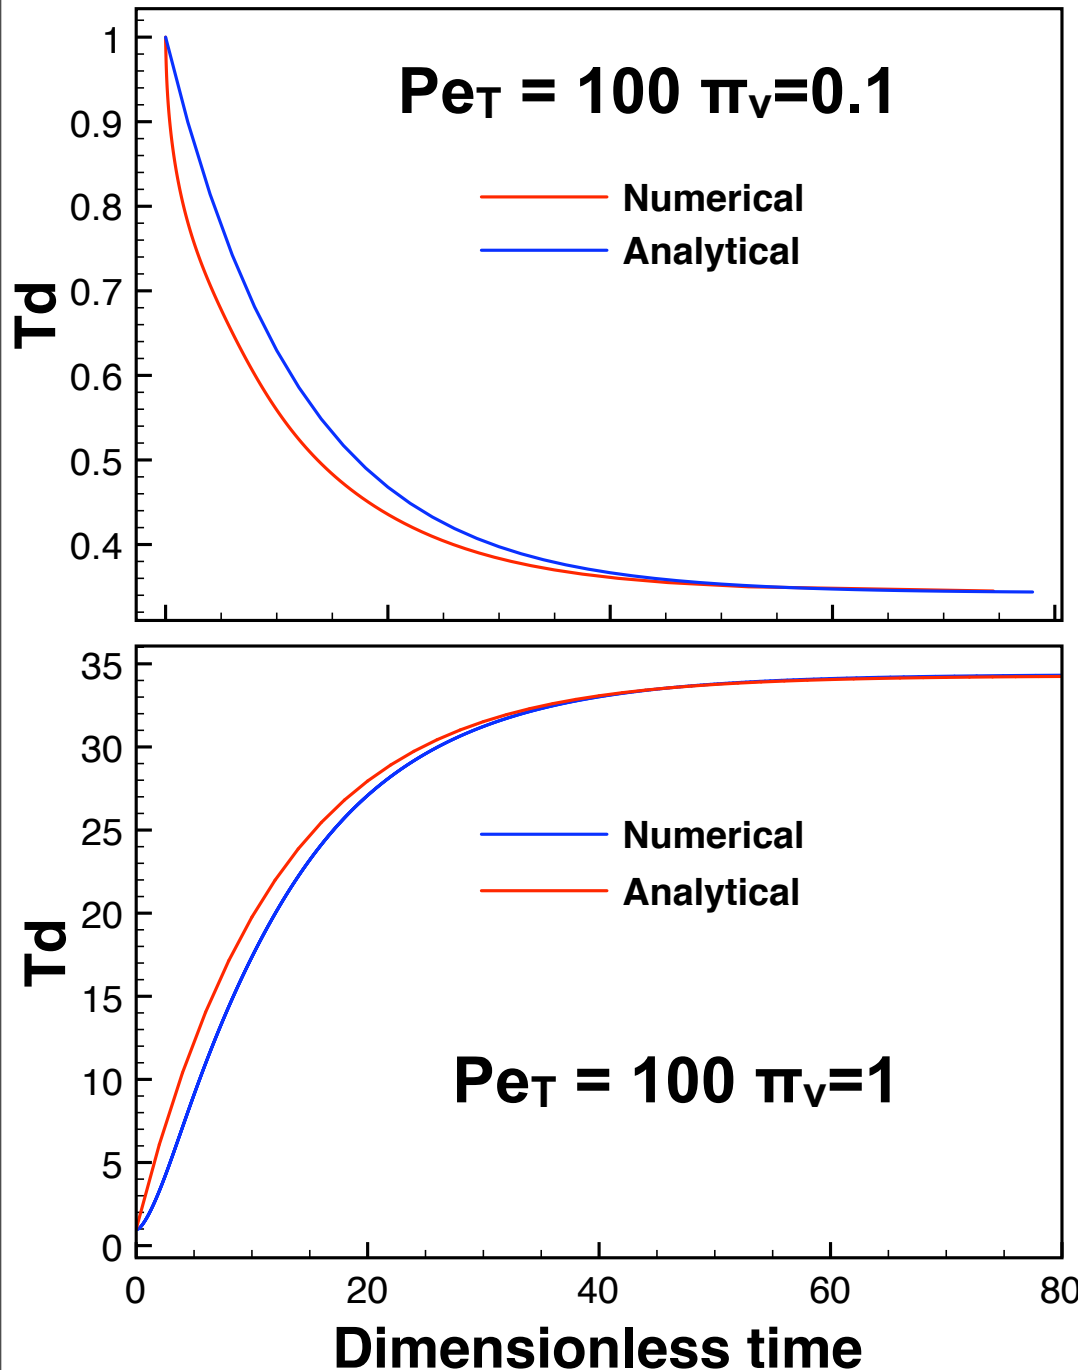 Pe_T = 100 π_v=0.1
Numerical
Analytical
Td
1
0.9
0.8
0.7
0.6
0.5
0.4
35
30
25
20
15
10
5
0
Td
Numerical
Analytical
Pe_T = 100 π_v=1
0 20 40 60 80
Dimensionless time